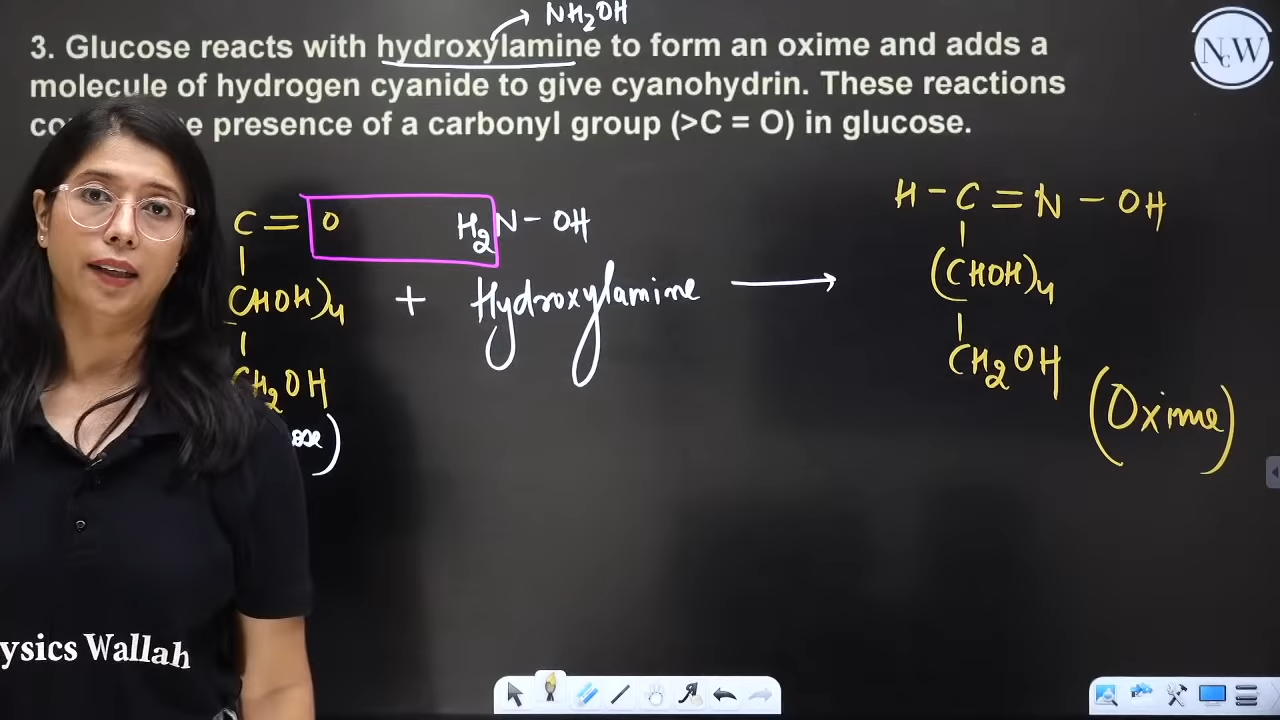 NH₂OH
3. Glucose reacts with hydroxylamine to form an oxime and adds a
molecule of hydrogen cyanide to give cyanohydrin. These reactions
presence of a carbonyl group (>C = O) in glucose.
NCW
C = O H₂N - OH
(CHOH)₄ + Hydroxylamine
CH₂OH
H - C = N - OH
(CHOH)₄
CH₂OH
(Oxime)
ysics Wallah